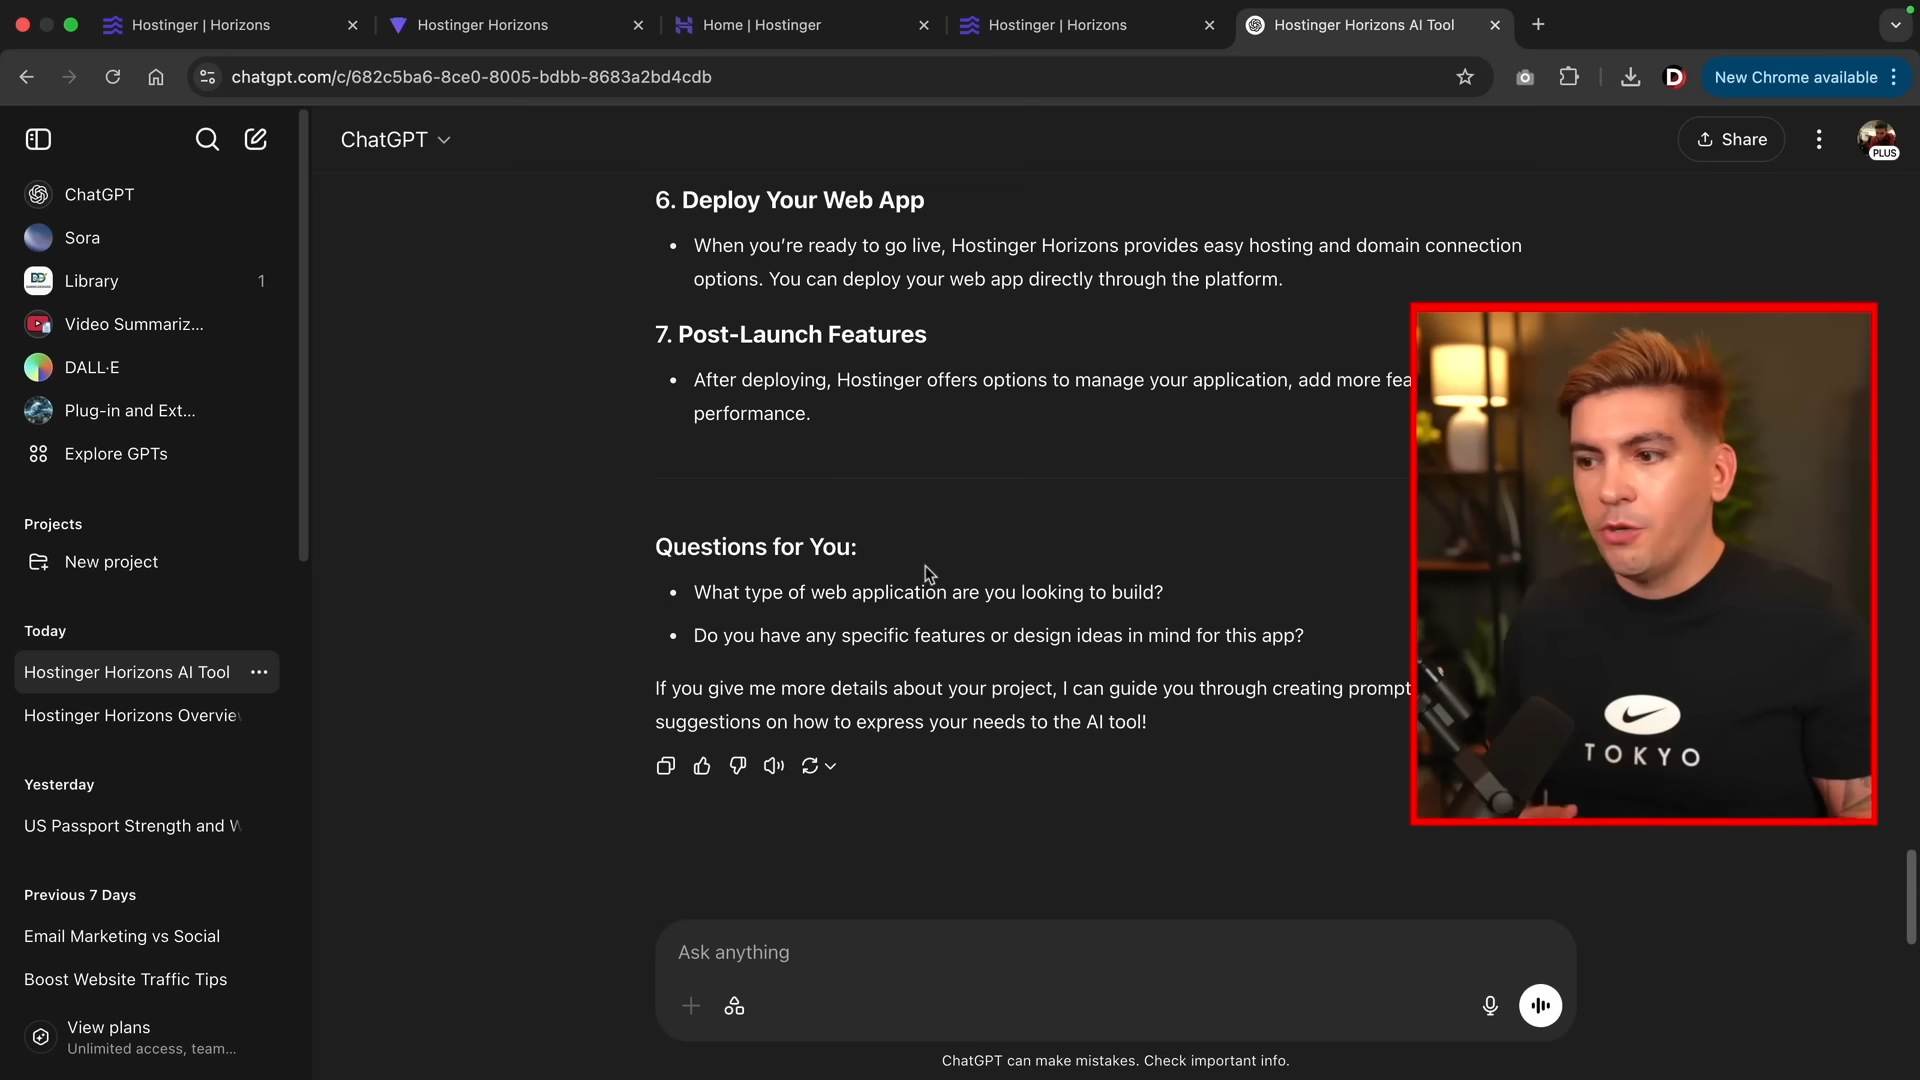 Hostinger | Horizons
Hostinger Horizons
Home | Hostinger
Hostinger | Horizons
Hostinger Horizons AI Tool
chatgpt.com/c/682c5ba6-8ce0-8005-bdbb-8683a2bd4cdb
D
New Chrome available
ChatGPT
Share
PLUS
ChatGPT
Sora
Library 1
Video Summariz...
DALL·E
Plug-in and Ext...
Explore GPTs
Projects
New project
Today
Hostinger Horizons AI Tool
Hostinger Horizons Overview
Yesterday
US Passport Strength and W
Previous 7 Days
Email Marketing vs Social
Boost Website Traffic Tips
View plans
Unlimited access, team...
6. Deploy Your Web App
• When you’re ready to go live, Hostinger Horizons provides easy hosting and domain connection
options. You can deploy your web app directly through the platform.
7. Post-Launch Features
• After deploying, Hostinger offers options to manage your application, add more fea
performance.
Questions for You:
• What type of web application are you looking to build?
• Do you have any specific features or design ideas in mind for this app?
If you give me more details about your project, I can guide you through creating prompt
suggestions on how to express your needs to the AI tool!
TOKYO
Ask anything
ChatGPT can make mistakes. Check important info.